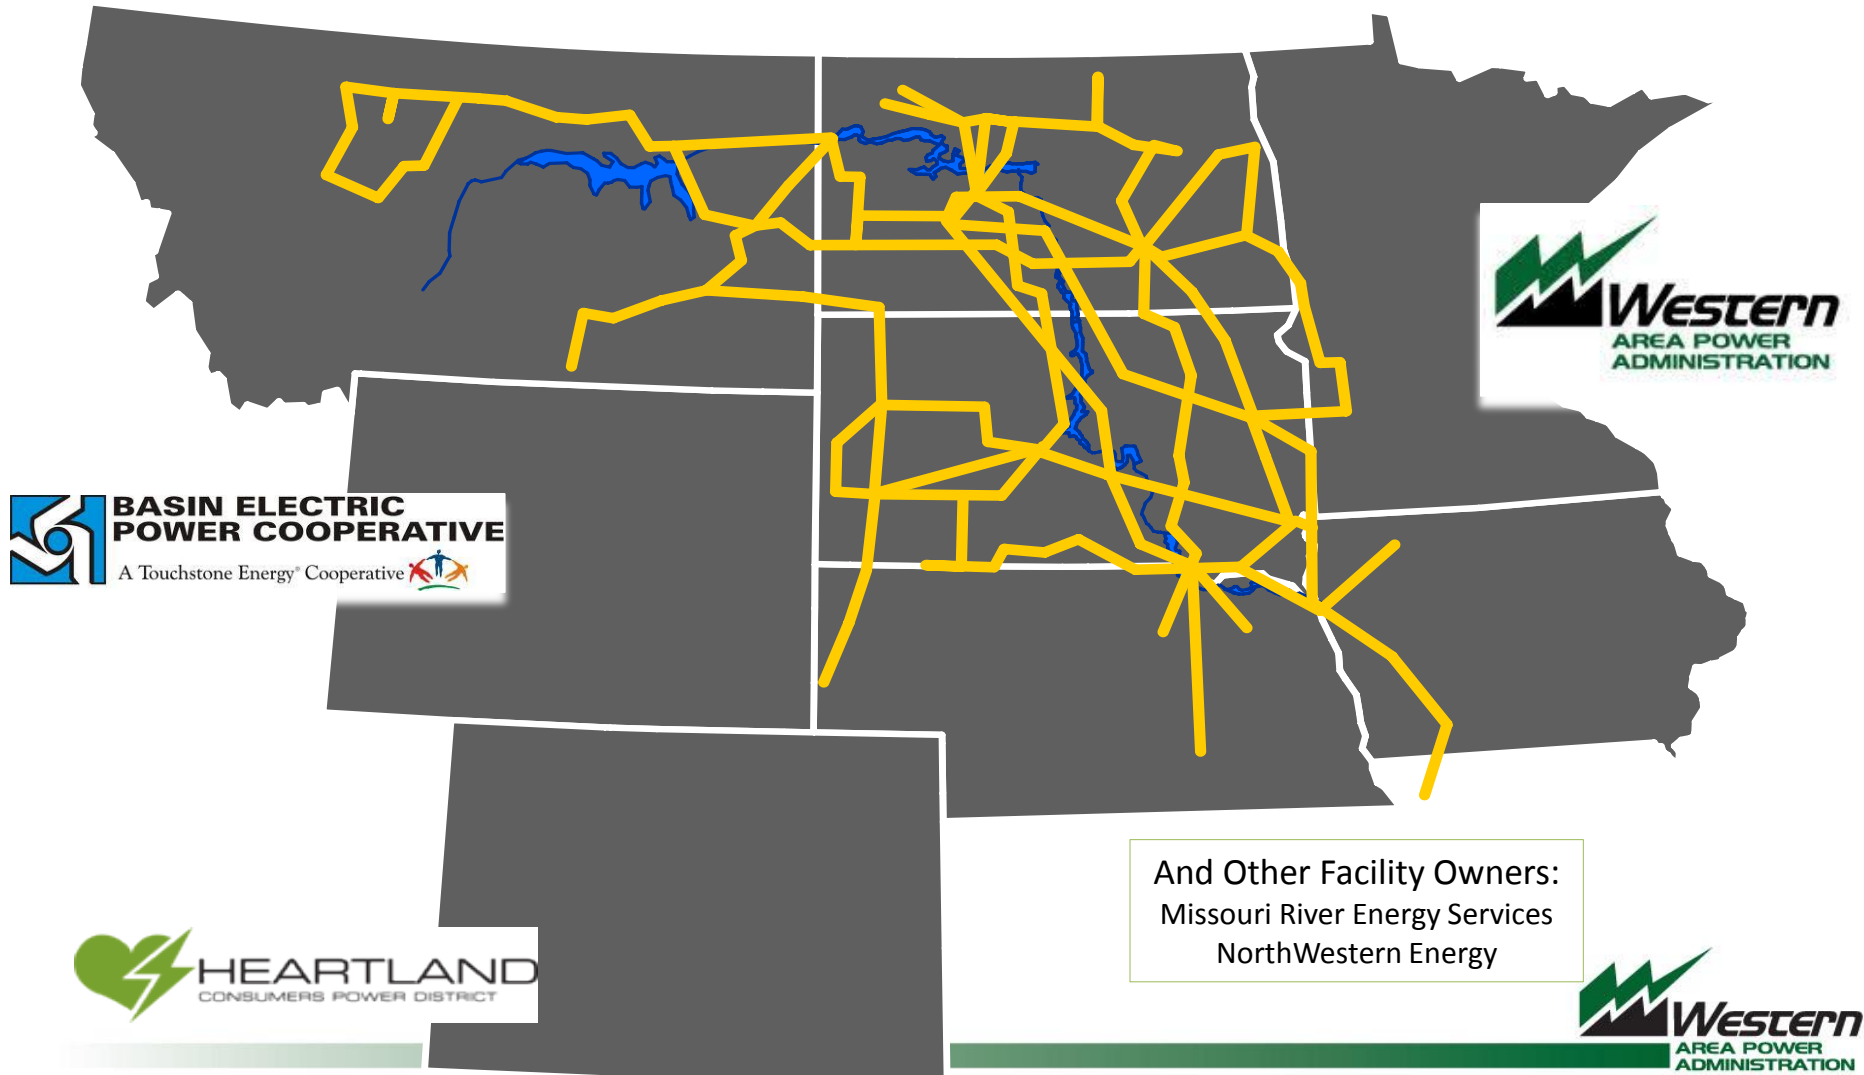 Western
AREA POWER
ADMINISTRATION
BASIN ELECTRIC
POWER COOPERATIVE
A Touchstone Energy® Cooperative
And Other Facility Owners:
Missouri River Energy Services
NorthWestern Energy
HEARTLAND
CONSUMERS POWER DISTRICT
Western
AREA POWER
ADMINISTRATION